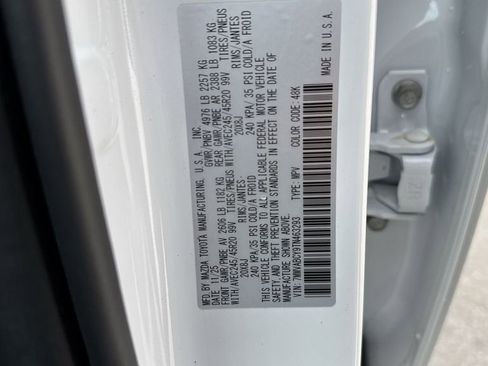 MFD. BY MAZDA TOYOTA MANUFACTURING, U.S.A., INC.
DATE 11/25 GVWR/PNBV 4976 LB 2257 KG
FRONT GAWR/PNBE AV 2606 LB 1182 KG REAR GAWR/PNBE AR 2388 LB 1083 KG
WITH/AVEC 245/45R20 99V TIRES/PNEUS WITH/AVEC 245/45R20 99V TIRES/PNEUS
20X8J RIMS/JANTES 20X8J RIMS/JANTES
240 KPA/ 35 PSI COLD/A FROID 240 KPA/ 35 PSI COLD/A FROID
THIS VEHICLE CONFORMS TO ALL APPLICABLE FEDERAL MOTOR VEHICLE
SAFETY, AND THEFT PREVENTION STANDARDS IN EFFECT ON THE DATE OF
MANUFACTURE SHOWN ABOVE.
TYPE: MPV COLOR CODE: 48K
MADE IN U.S.A.